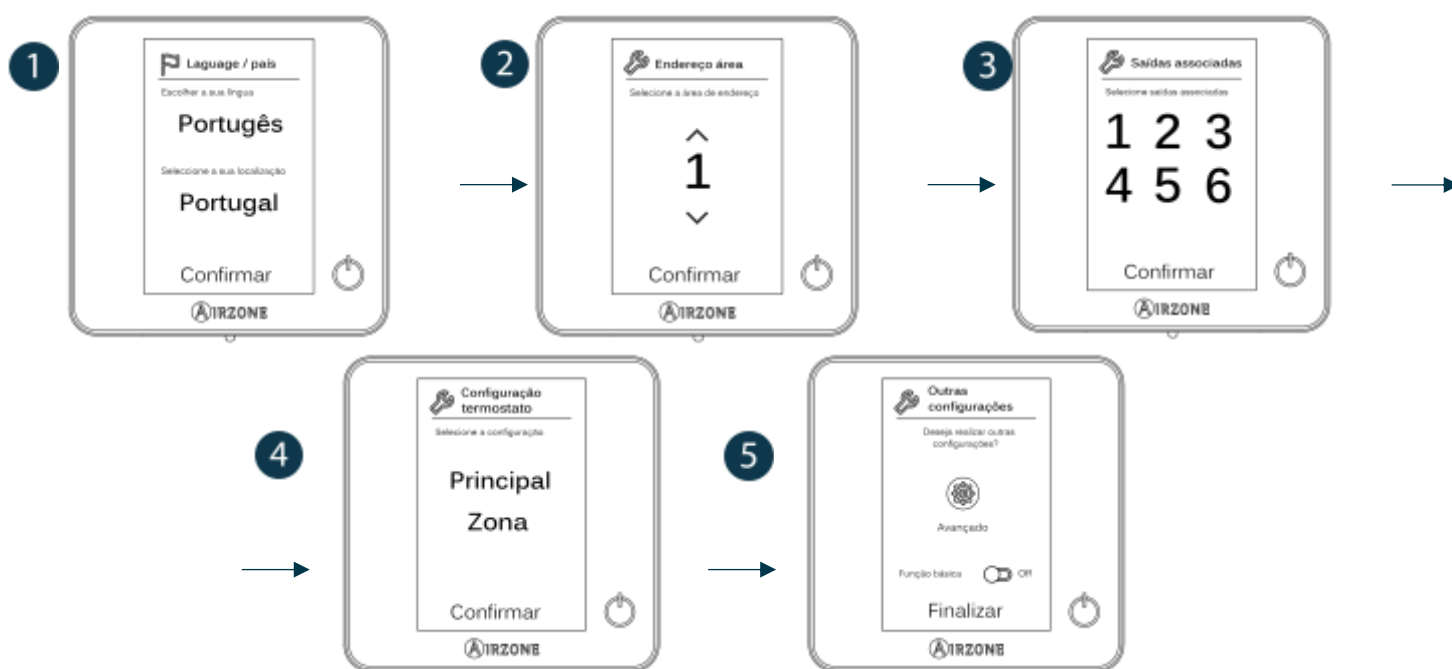 1
Laguage / país
Escolher a sua língua
Portugês
Seleccione a sua localização
Portugal
Confirmar
AIRZONE
2
Endereço área
Selecione a área de endereço
1
Confirmar
AIRZONE
3
Saídas associadas
Selecione saídas associadas
1 2 3
4 5 6
Confirmar
AIRZONE
4
Configuração
termostato
Selecione a configuração
Principal
Zona
Confirmar
AIRZONE
5
Outras
configurações
Deseja realizar outras
configurações?
Avançado
Função básica Off
Finalizar
AIRZONE